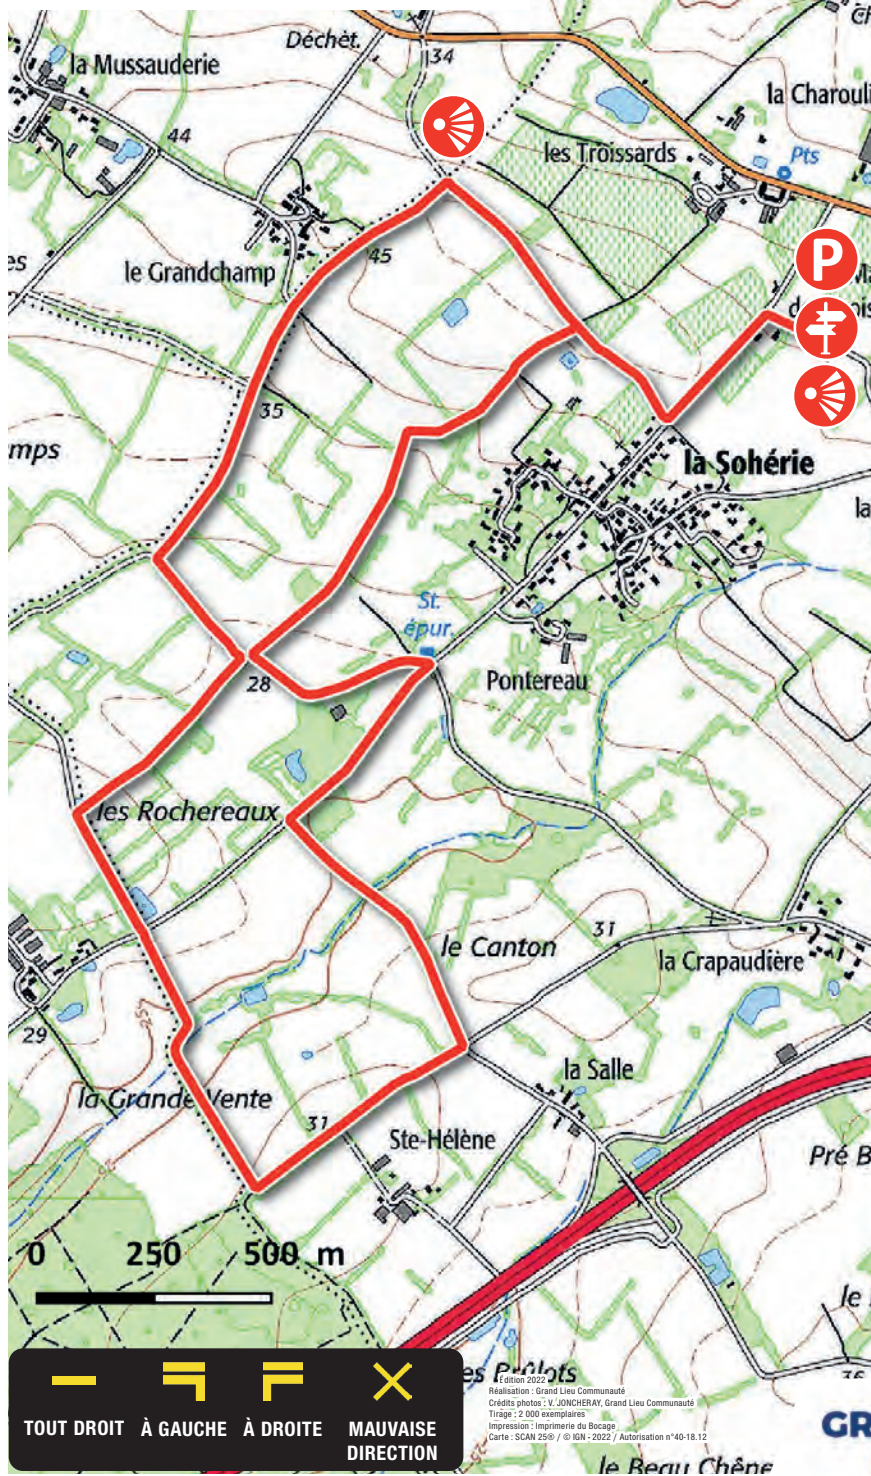 Déchèt.
34
la Mussauderie
44
les Troissards
Pts
le Grandchamp
45
P
35
la Sohérie
St.
épur.
28
Pontereau
les Rochereaux
le Canton
31
la Crapaudière
29
25
la Salle
la Grande Vente
31
Ste-Hélène
0 250 500 m
36
TOUT DROIT
À GAUCHE
À DROITE
MAUVAISE
DIRECTION
Édition 2022
Réalisation : Grand Lieu Communauté
Crédits photos : V. JONCHERAY, Grand Lieu Communauté
Tirage : 2 000 exemplaires
Impression : Imprimerie du Bocage
Carte : SCAN 25® / © IGN - 2022 / Autorisation n°40-18.12
GR
le Beau Chêne